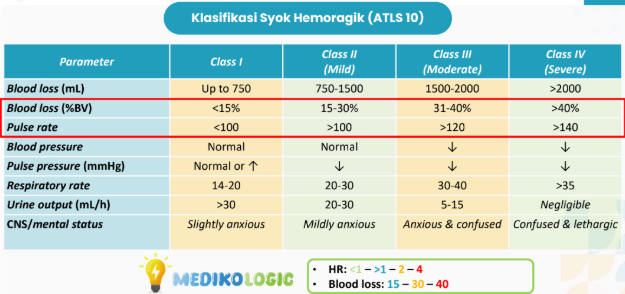 Klasifikasi Syok Hemoragik (ATLS 10)
Parameter Class I Class II (Mild) Class III (Moderate) Class IV (Severe)
Blood loss (mL) Up to 750 750-1500 1500-2000 >2000
Blood loss (%BV) <15% 15-30% 31-40% >40%
Pulse rate <100 >100 >120 >140
Blood pressure Normal Normal ↓ ↓
Pulse pressure (mmHg) Normal or ↑ ↓ ↓ ↓
Respiratory rate 14-20 20-30 30-40 >35
Urine output (mL/h) >30 20-30 5-15 Negligible
CNS/mental status Slightly anxious Mildly anxious Anxious & confused Confused & lethargic
MEDIKOLOGIC
• HR: <1 – >1 – 2 – 4
• Blood loss: 15 – 30 – 40